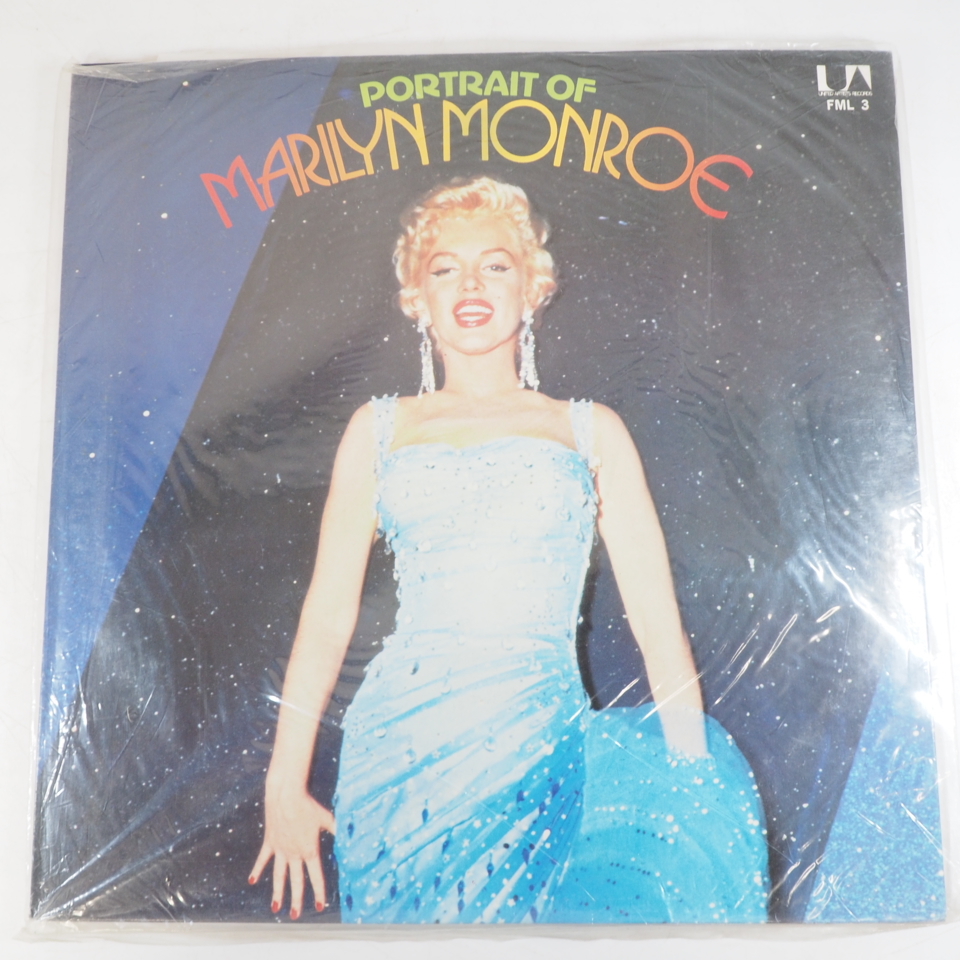 PORTRAIT OF
MARILYN MONROE
UA
UNITED ARTISTS RECORDS
FML 3